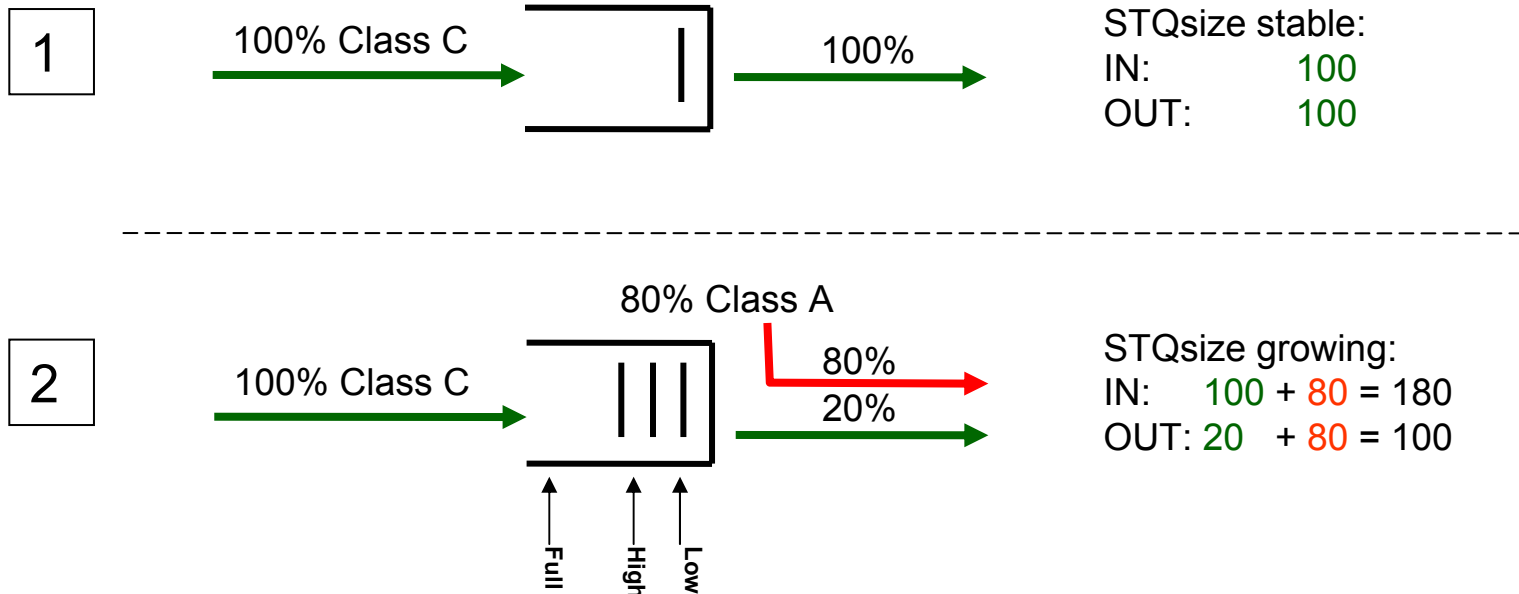 1
100% Class C
100%
STQsize stable:
IN: 100
OUT: 100
2
80% Class A
100% Class C
80%
20%
STQsize growing:
IN: 100 + 80 = 180
OUT: 20 + 80 = 100
Full
High
Low